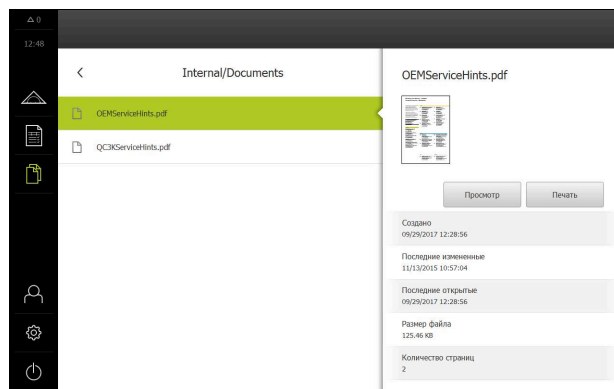 0
12:48
Internal/Documents
OEMServiceHints.pdf
QC3KServiceHints.pdf
OEMServiceHints.pdf
Просмотр
Печать
Создано
09/29/2017 12:28:56
Последние измененные
11/13/2015 10:57:04
Последние открытые
09/29/2017 12:28:56
Размер файла
125.46 KB
Количество страниц
2